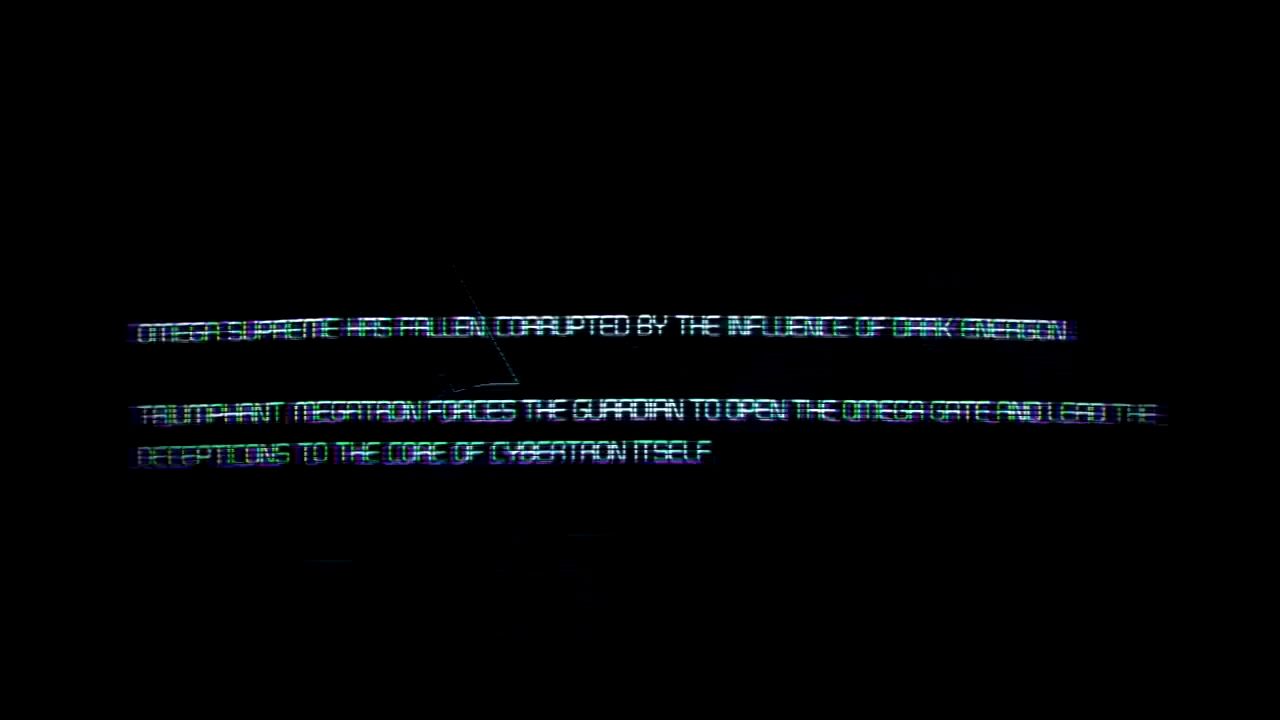 OMEGA SUPREME HAS FALLEN CORRUPTED BY THE INFLUENCE OF DARK ENERGON
TRIUMPHANT MEGATRON FORCES THE GUARDIAN TO OPEN THE OMEGA GATE AND LEAD THE
DECEPTICONS TO THE CORE OF CYBERTRON ITSELF